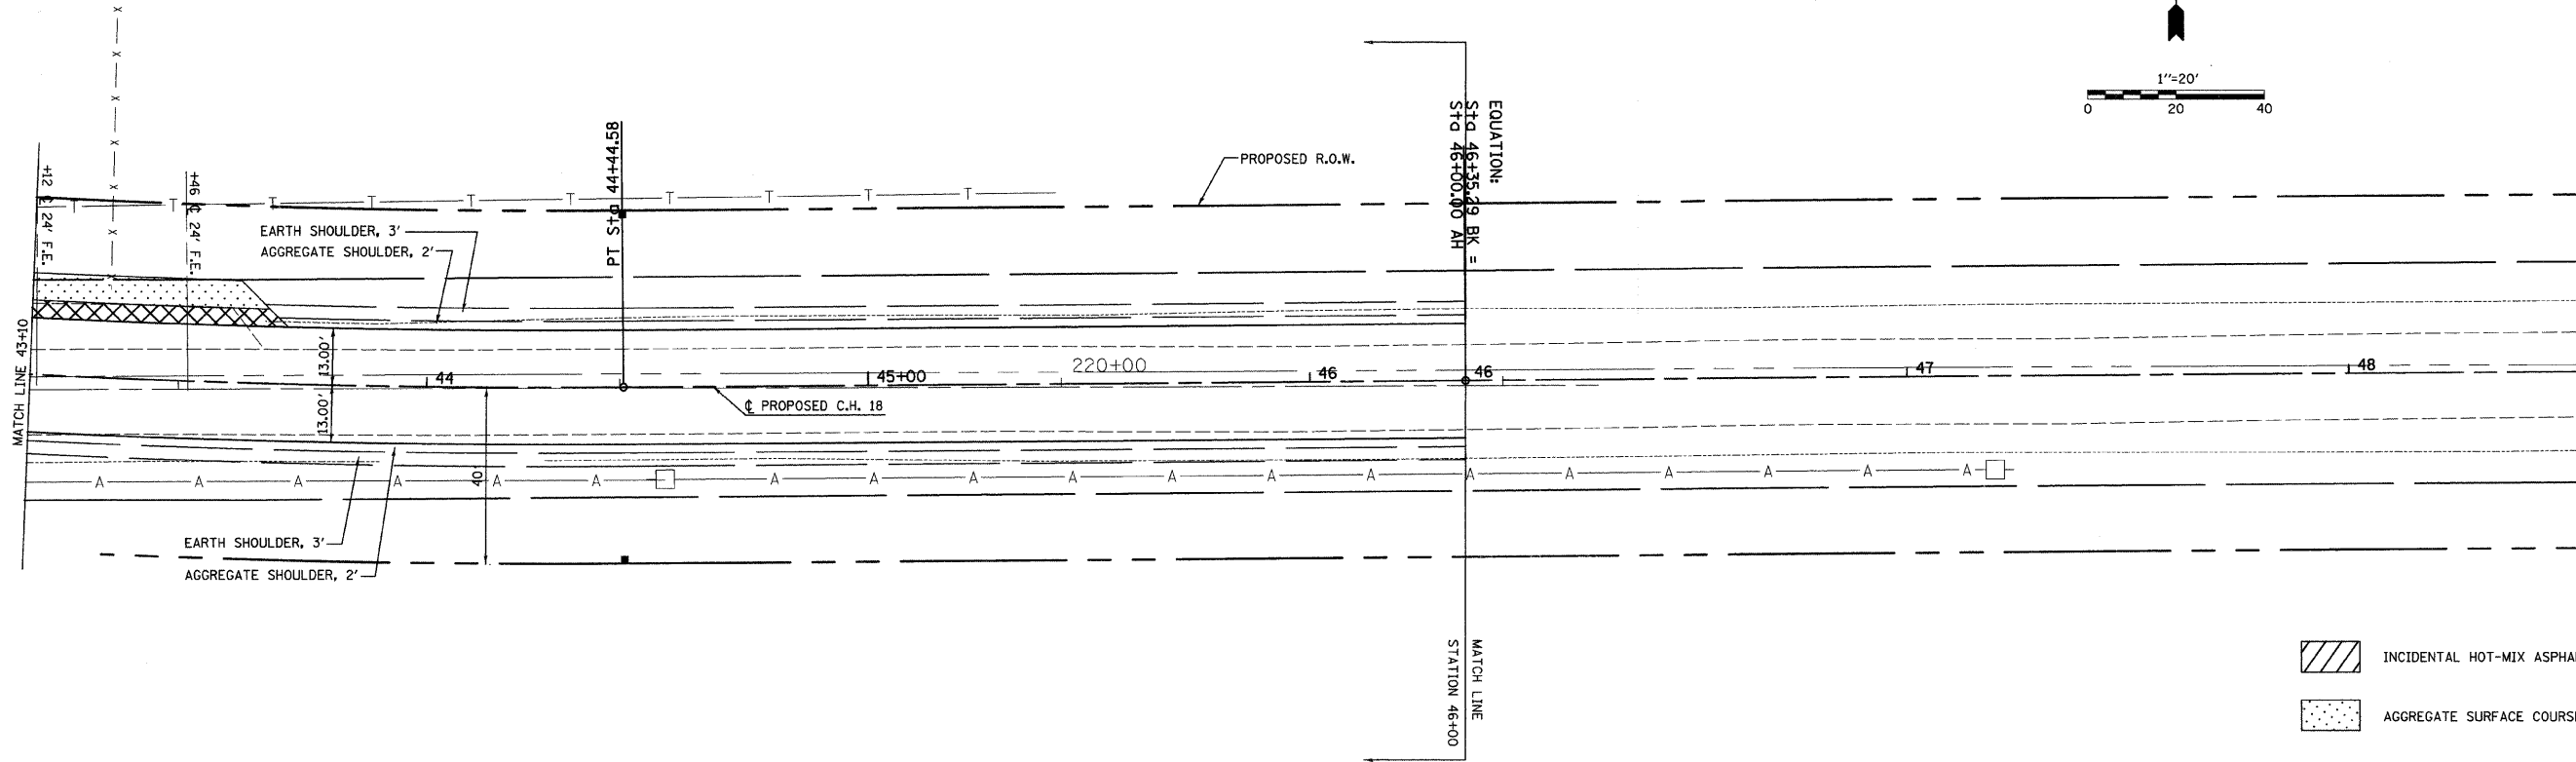 1"=20'
0 20 40
EQUATION:
Sta 46+35.29 BK =
Sta 46+00.00 AH
PROPOSED R.O.W.
PT Sta 44+44.58
+12 ℄ 24' F.E.
+46 ℄ 24' F.E.
EARTH SHOULDER, 3'
AGGREGATE SHOULDER, 2'
MATCH LINE 43+10
13.00'
13.00'
44
45+00
220+00
46
46
47
48
℄ PROPOSED C.H. 18
40'
T T T T T T T T T T
A A A A A A A A A A A A A A A A A A A
EARTH SHOULDER, 3'
AGGREGATE SHOULDER, 2'
MATCH LINE
STATION 46+00
INCIDENTAL HOT-MIX ASPHA
AGGREGATE SURFACE COURS